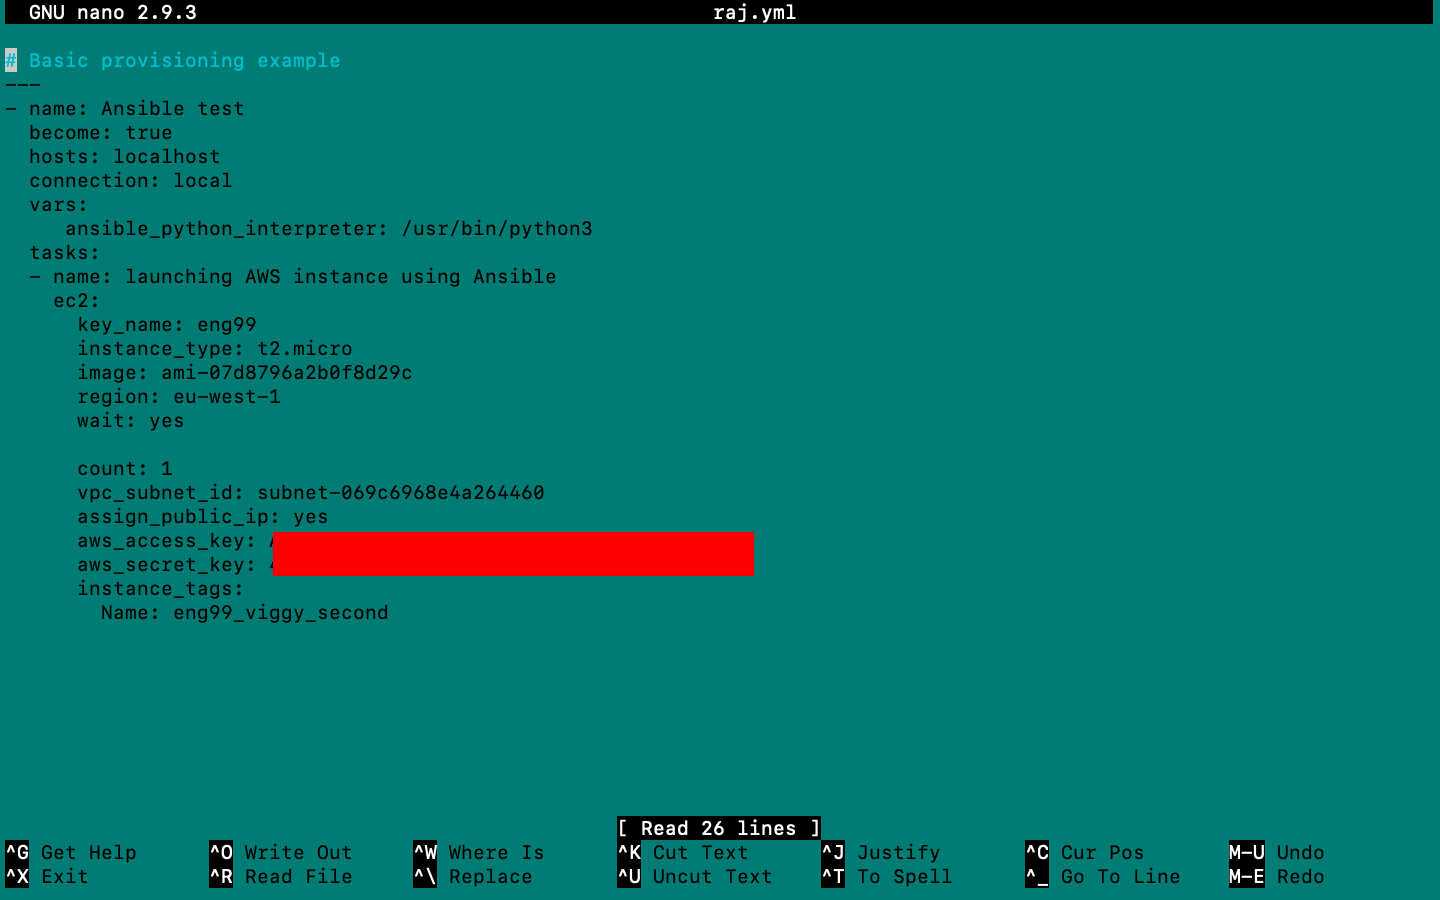 GNU nano 2.9.3 raj.yml
# Basic provisioning example
---
- name: Ansible test
  become: true
  hosts: localhost
  connection: local
  vars:
     ansible_python_interpreter: /usr/bin/python3
  tasks:
  - name: launching AWS instance using Ansible
    ec2:
      key_name: eng99
      instance_type: t2.micro
      image: ami-07d8796a2b0f8d29c
      region: eu-west-1
      wait: yes
      count: 1
      vpc_subnet_id: subnet-069c6968e4a264460
      assign_public_ip: yes
      aws_access_key:
      aws_secret_key:
      instance_tags:
        Name: eng99_viggy_second
[ Read 26 lines ]
^G Get Help ^O Write Out ^W Where Is ^K Cut Text ^J Justify ^C Cur Pos M-U Undo
^X Exit ^R Read File ^\ Replace ^U Uncut Text ^T To Spell ^_ Go To Line M-E Redo